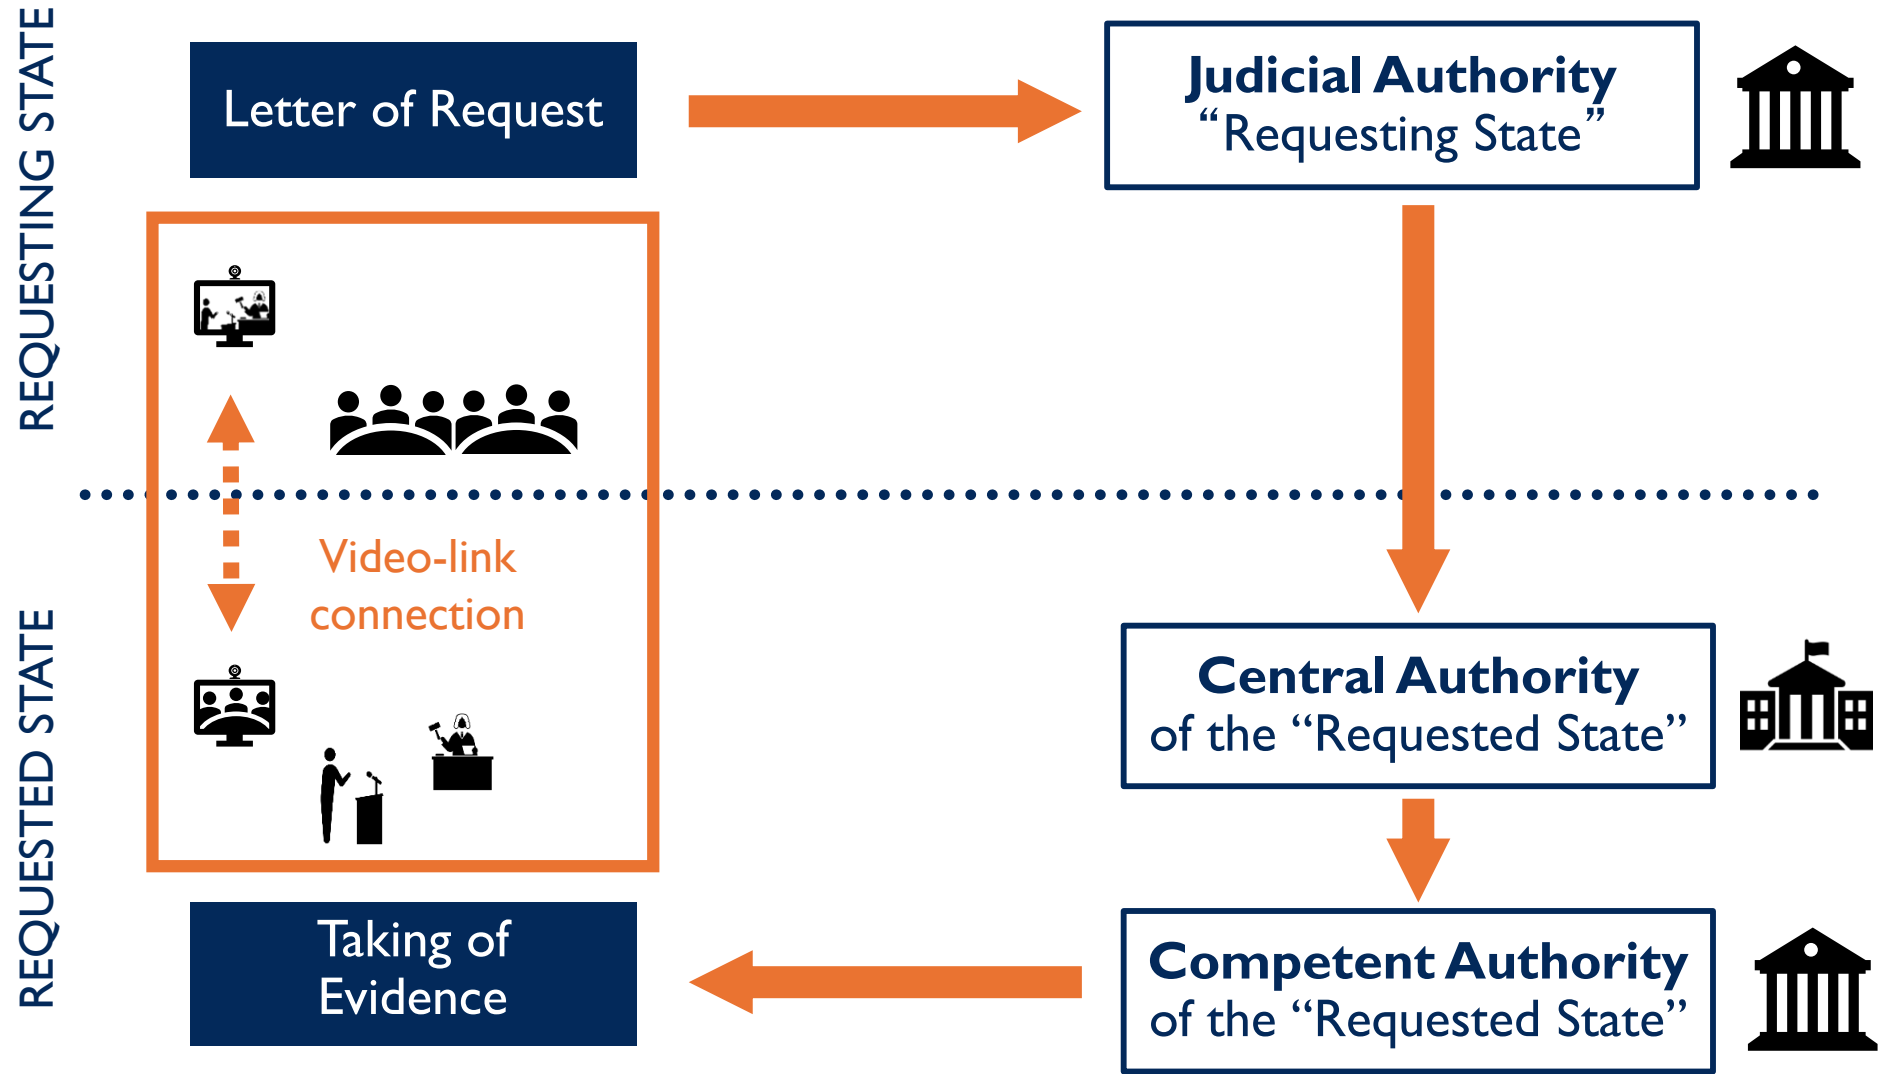 REQUESTING STATE
Letter of Request
Judicial Authority
“Requesting State”
Video-link
connection
REQUESTED STATE
Central Authority
of the “Requested State”
Taking of
Evidence
Competent Authority
of the “Requested State”